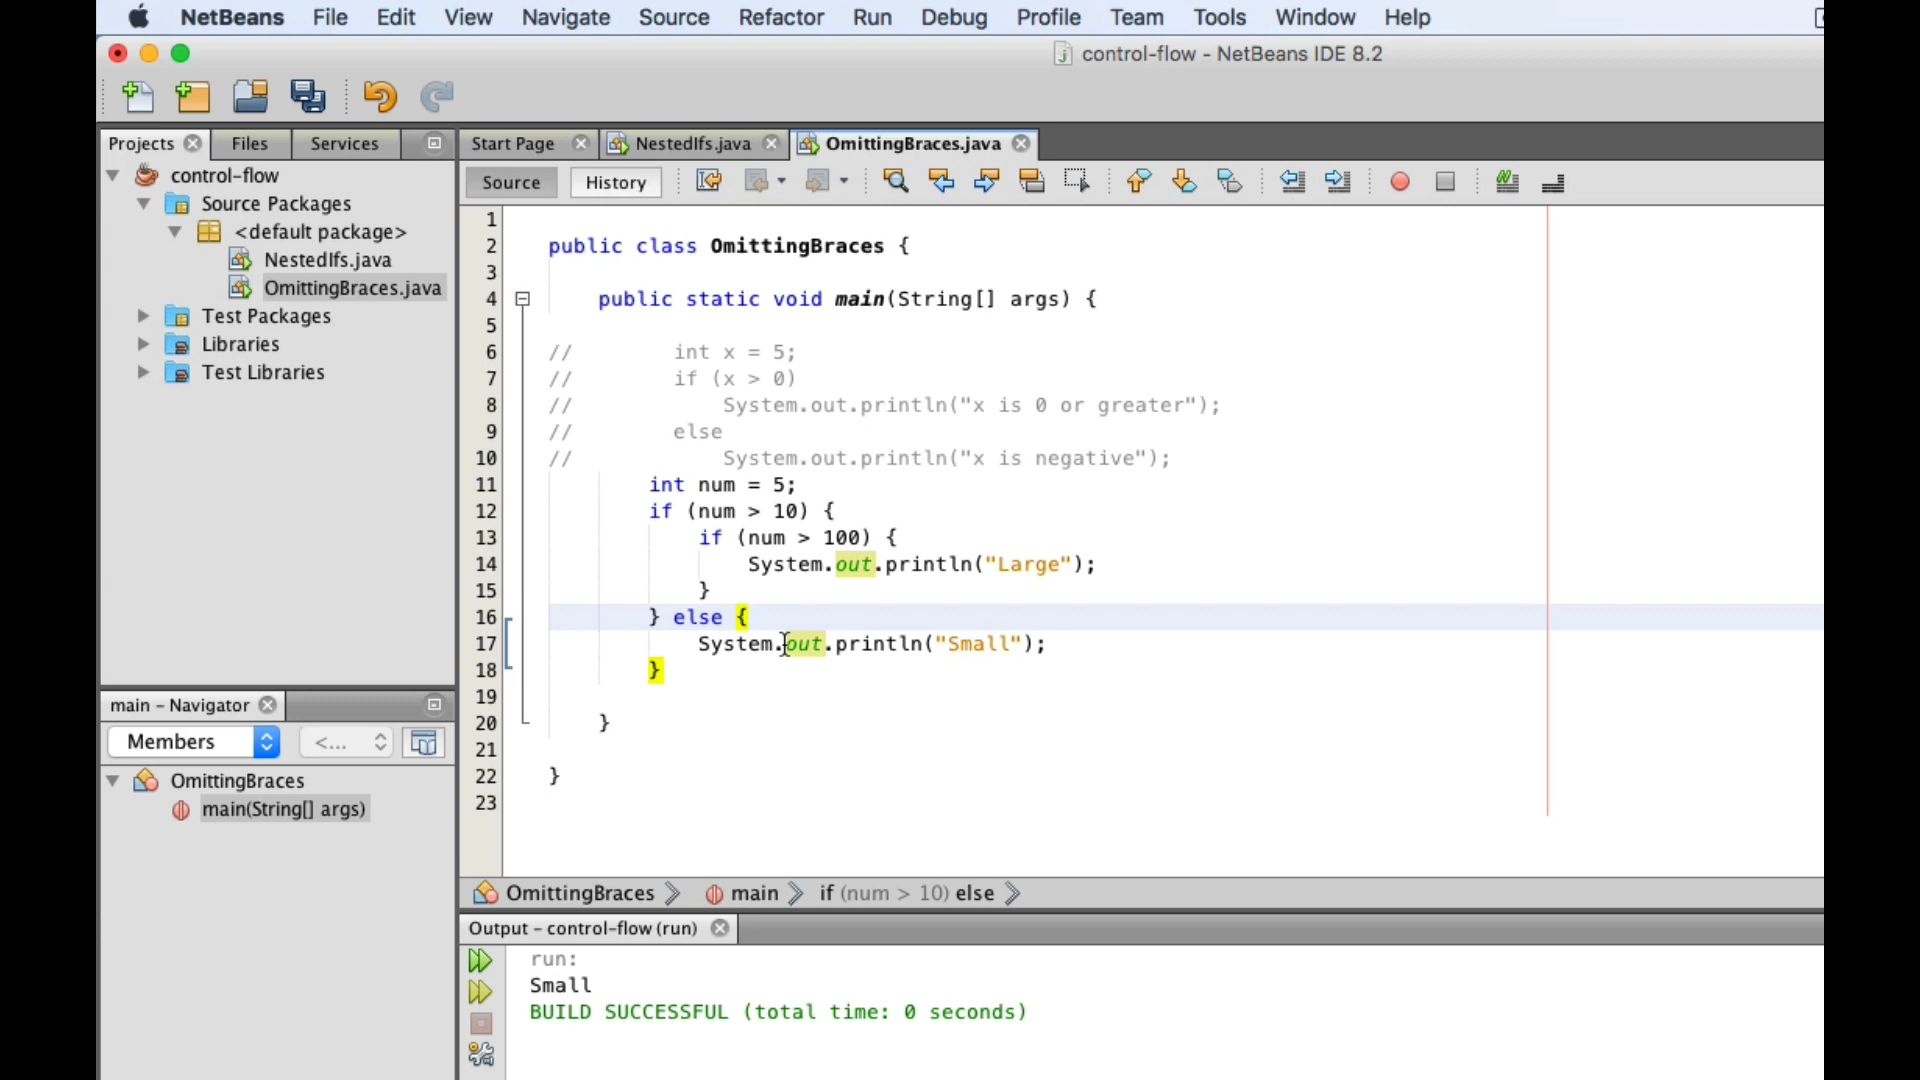 NetBeans File Edit View Navigate Source Refactor Run Debug Profile Team Tools Window Help
control-flow - NetBeans IDE 8.2
Projects Files Services
Start Page NestedIfs.java OmittingBraces.java
Source History
control-flow
Source Packages
<default package>
NestedIfs.java
OmittingBraces.java
Test Packages
Libraries
Test Libraries
main - Navigator
Members <...
OmittingBraces
main(String[] args)
1
2 public class OmittingBraces {
3
4 public static void main(String[] args) {
5
6 // int x = 5;
7 // if (x > 0)
8 // System.out.println("x is 0 or greater");
9 // else
10 // System.out.println("x is negative");
11 int num = 5;
12 if (num > 10) {
13 if (num > 100) {
14 System.out.println("Large");
15 }
16 } else {
17 System.out.println("Small");
18 }
19
20 }
21
22 }
23
OmittingBraces main if (num > 10) else
Output - control-flow (run)
run:
Small
BUILD SUCCESSFUL (total time: 0 seconds)